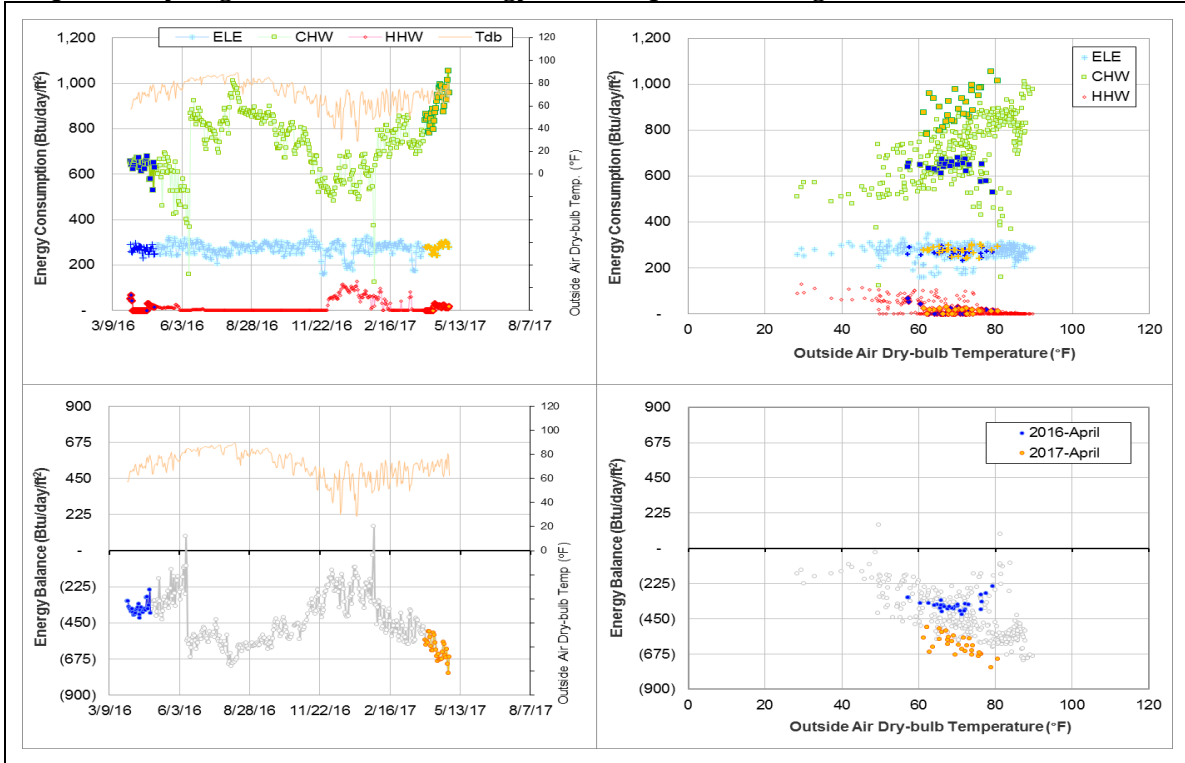 ELE CHW HHW Tdb
1,200
1,000
800
600
400
200
-
120
100
80
60
40
20
0
Energy Consumption (Btu/day/ft²)
Outside Air Dry-bulb Temp. (°F)
3/9/16 6/3/16 8/28/16 11/22/16 2/16/17 5/13/17 8/7/17
ELE
CHW
HHW
1,200
1,000
800
600
400
200
-
Energy Consumption (Btu/day/ft²)
0 20 40 60 80 100 120
Outside Air Dry-bulb Temperature (°F)
900
675
450
225
-
(225)
(450)
(675)
(900)
120
100
80
60
40
20
0
Energy Balance (Btu/day/ft²)
Outside Air Dry-bulb Temp (°F)
3/9/16 6/3/16 8/28/16 11/22/16 2/16/17 5/13/17 8/7/17
2016-April
2017-April
900
675
450
225
-
(225)
(450)
(675)
(900)
Energy Balance (Btu/day/ft²)
0 20 40 60 80 100 120
Outside Air Dry-bulb Temperature (°F)